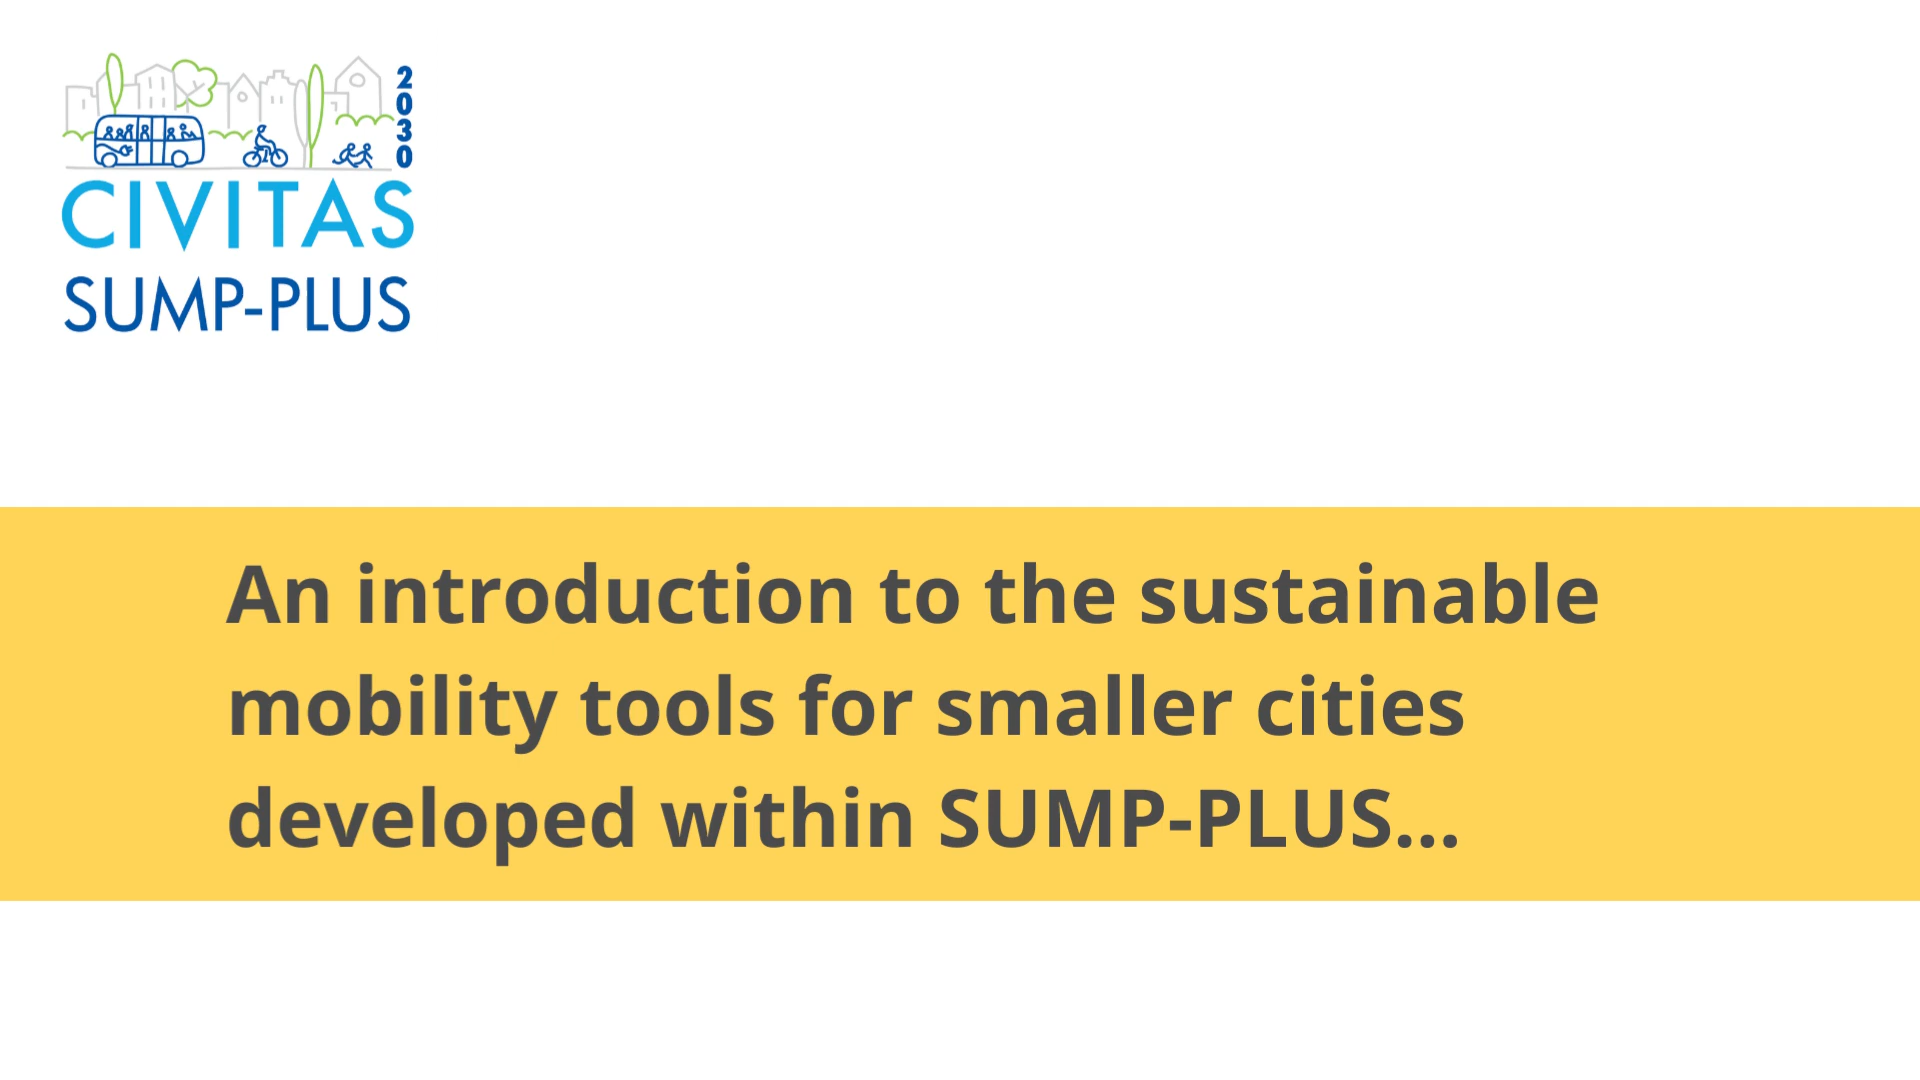 2030
CIVITAS
SUMP-PLUS
An introduction to the sustainable
mobility tools for smaller cities
developed within SUMP-PLUS...